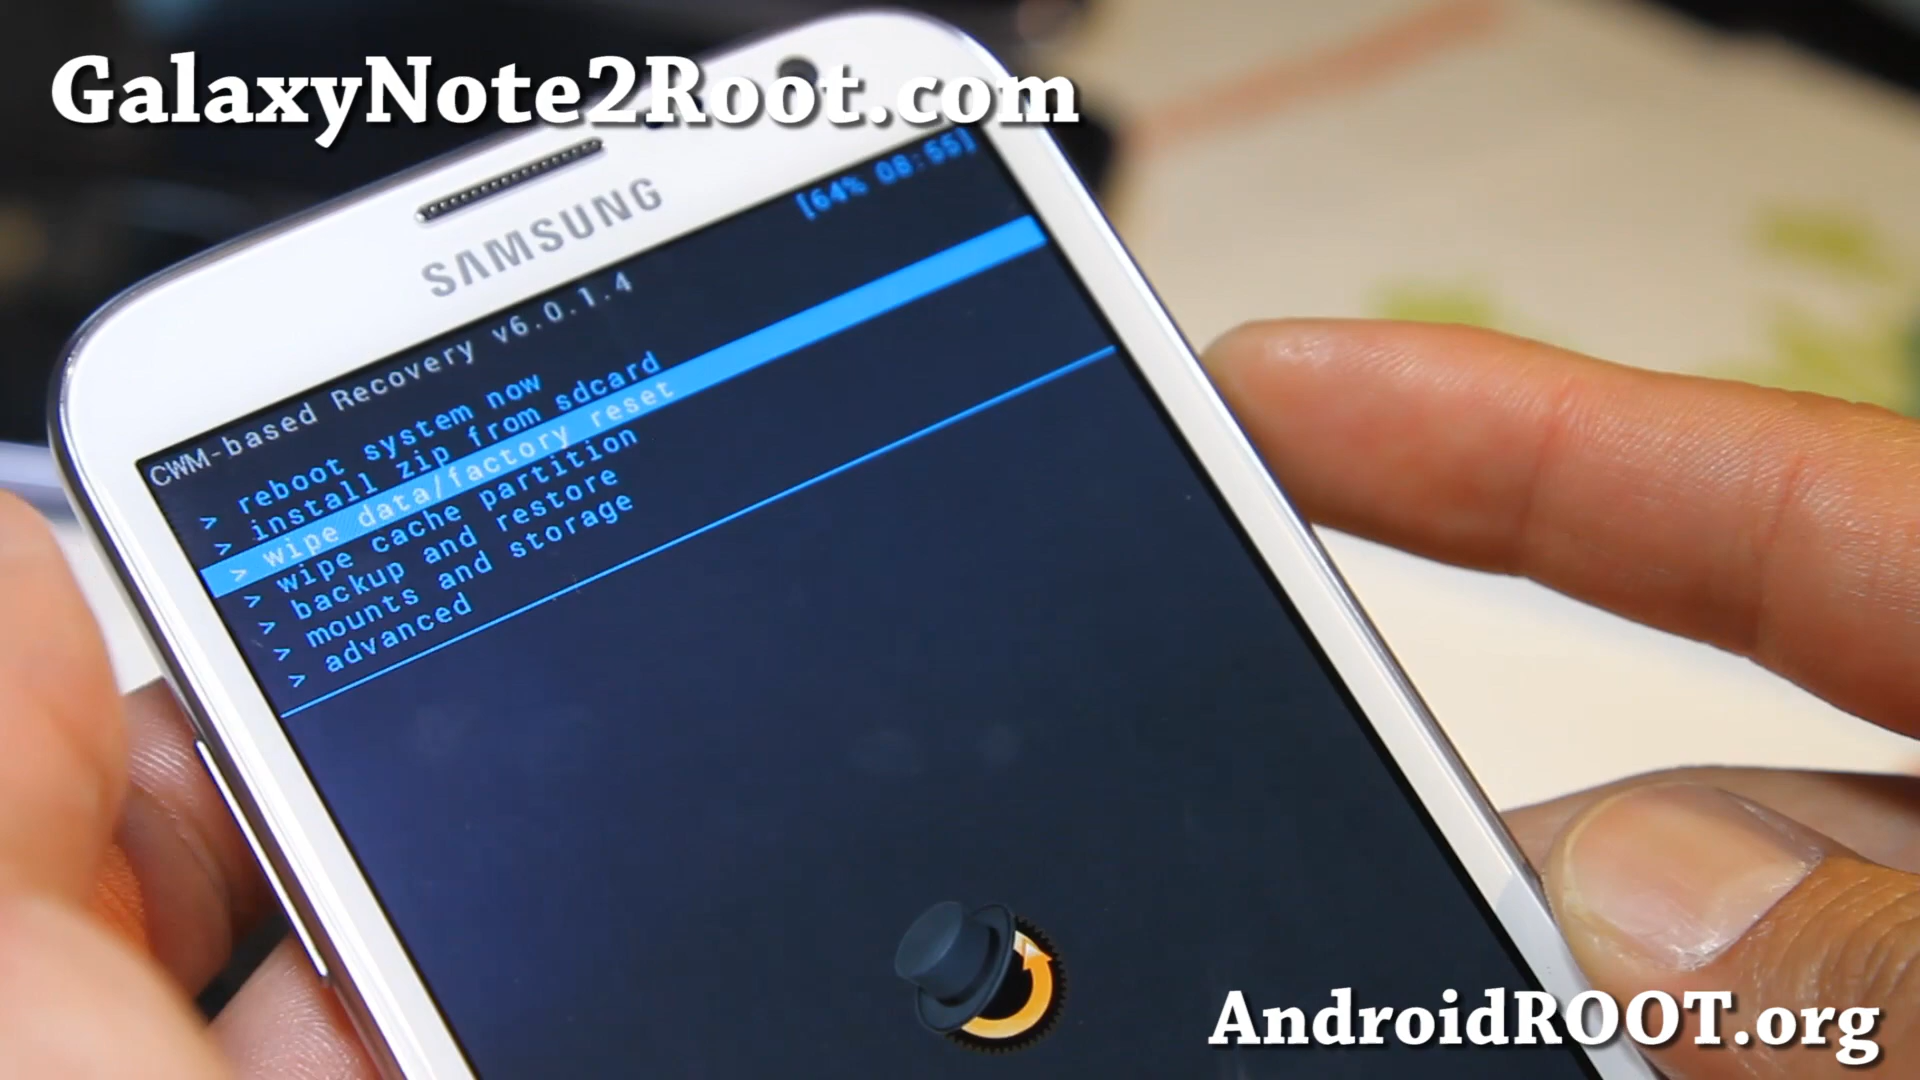 GalaxyNote2Root.com
SAMSUNG
[64% 08:55]
CWM-based Recovery v6.0.1.4
> reboot system now
> install zip from sdcard
> wipe data/factory reset
> wipe cache partition
> backup and restore
> mounts and storage
> advanced
AndroidROOT.org